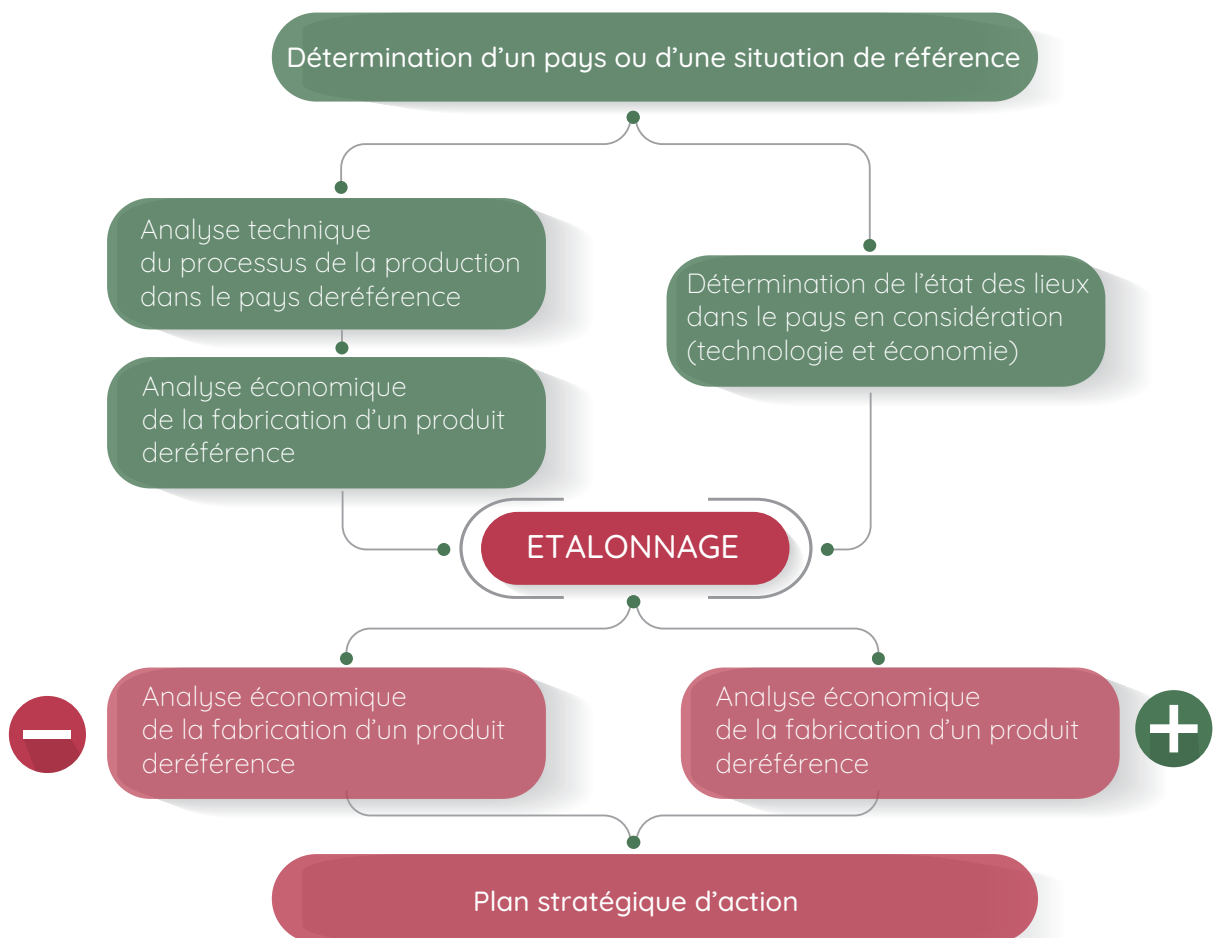 Détermination d'un pays ou d'une situation de référence
Analyse technique
du processus de la production
dans le pays deréférence
Détermination de l'état des lieux
dans le pays en considération
(technologie et économie)
Analyse économique
de la fabrication d'un produit
deréférence
ETALONNAGE
Analyse économique
de la fabrication d'un produit
deréférence
Analyse économique
de la fabrication d'un produit
deréférence
Plan stratégique d'action